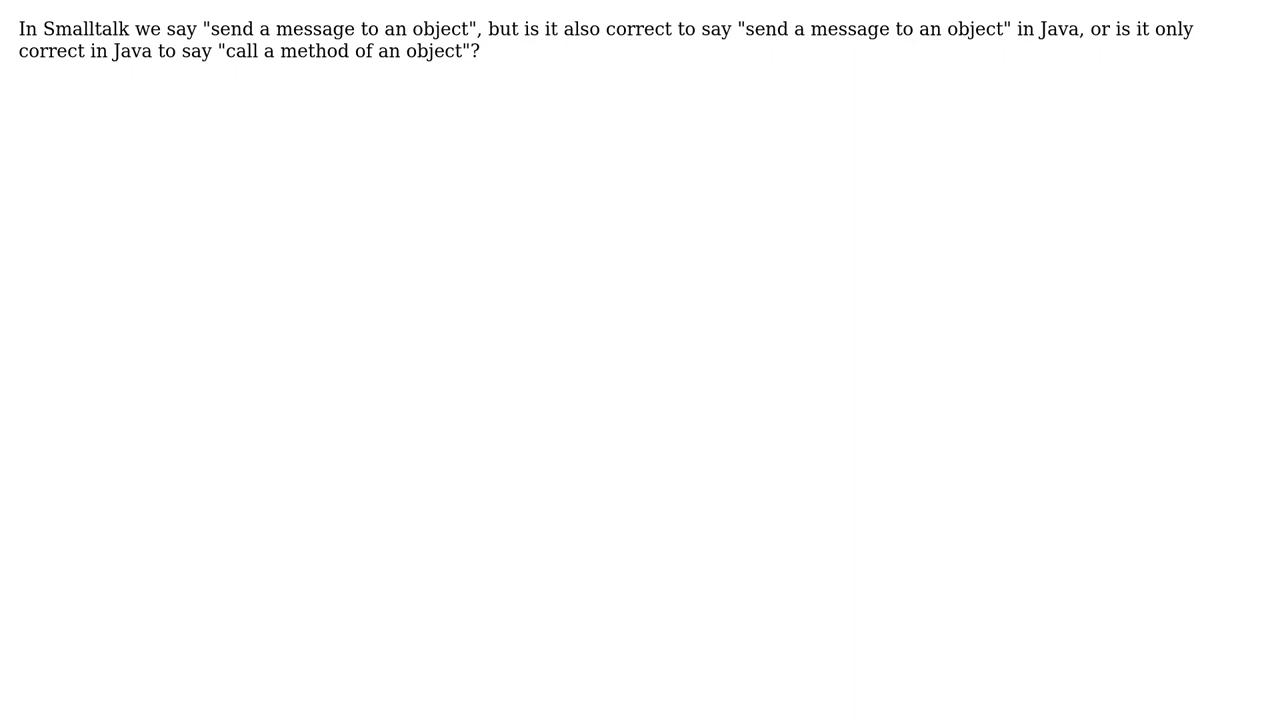 In Smalltalk we say "send a message to an object", but is it also correct to say "send a message to an object" in Java, or is it only
correct in Java to say "call a method of an object"?